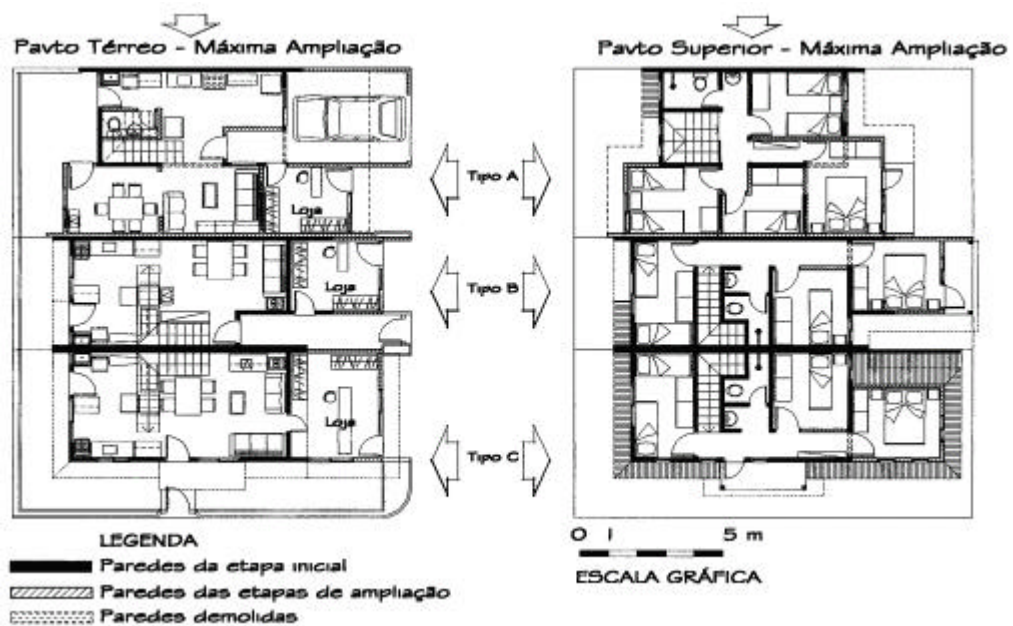 Pavto Térreo - Máxima Ampliação
Pavto Superior - Máxima Ampliação
Tipo A
Loja
Tipo B
Loja
Tipo C
Loja
LEGENDA
Paredes da etapa inicial
Paredes das etapas de ampliação
Paredes demolidas
0 1 5 m
ESCALA GRÁFICA